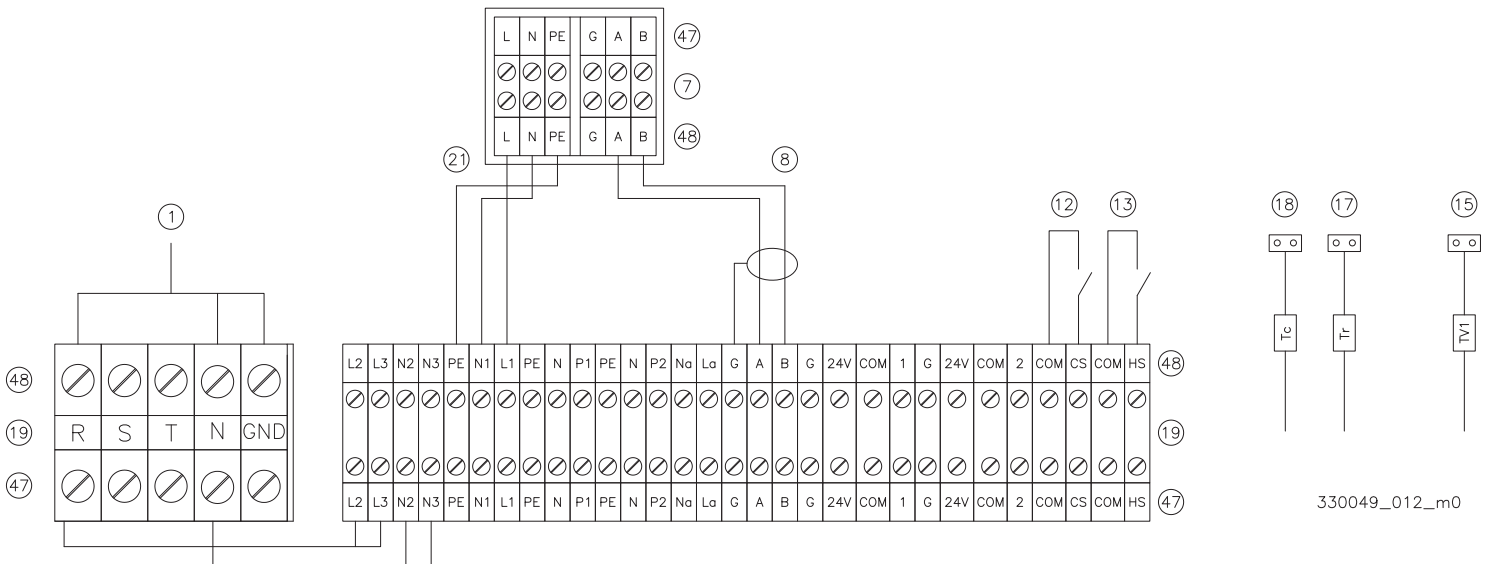 L N PE G A B 47
7
L N PE G A B 48
21 8
1 12 13 18 17 15
Tc Tr TV1
48 L2 L3 N2 N3 PE N1 L1 PE N P1 PE N P2 Na La G A B G 24V COM 1 G 24V COM 2 COM CS COM HS 48
19 R S T N GND 19
47 L2 L3 N2 N3 PE N1 L1 PE N P1 PE N P2 Na La G A B G 24V COM 1 G 24V COM 2 COM CS COM HS 47
330049_012_m0